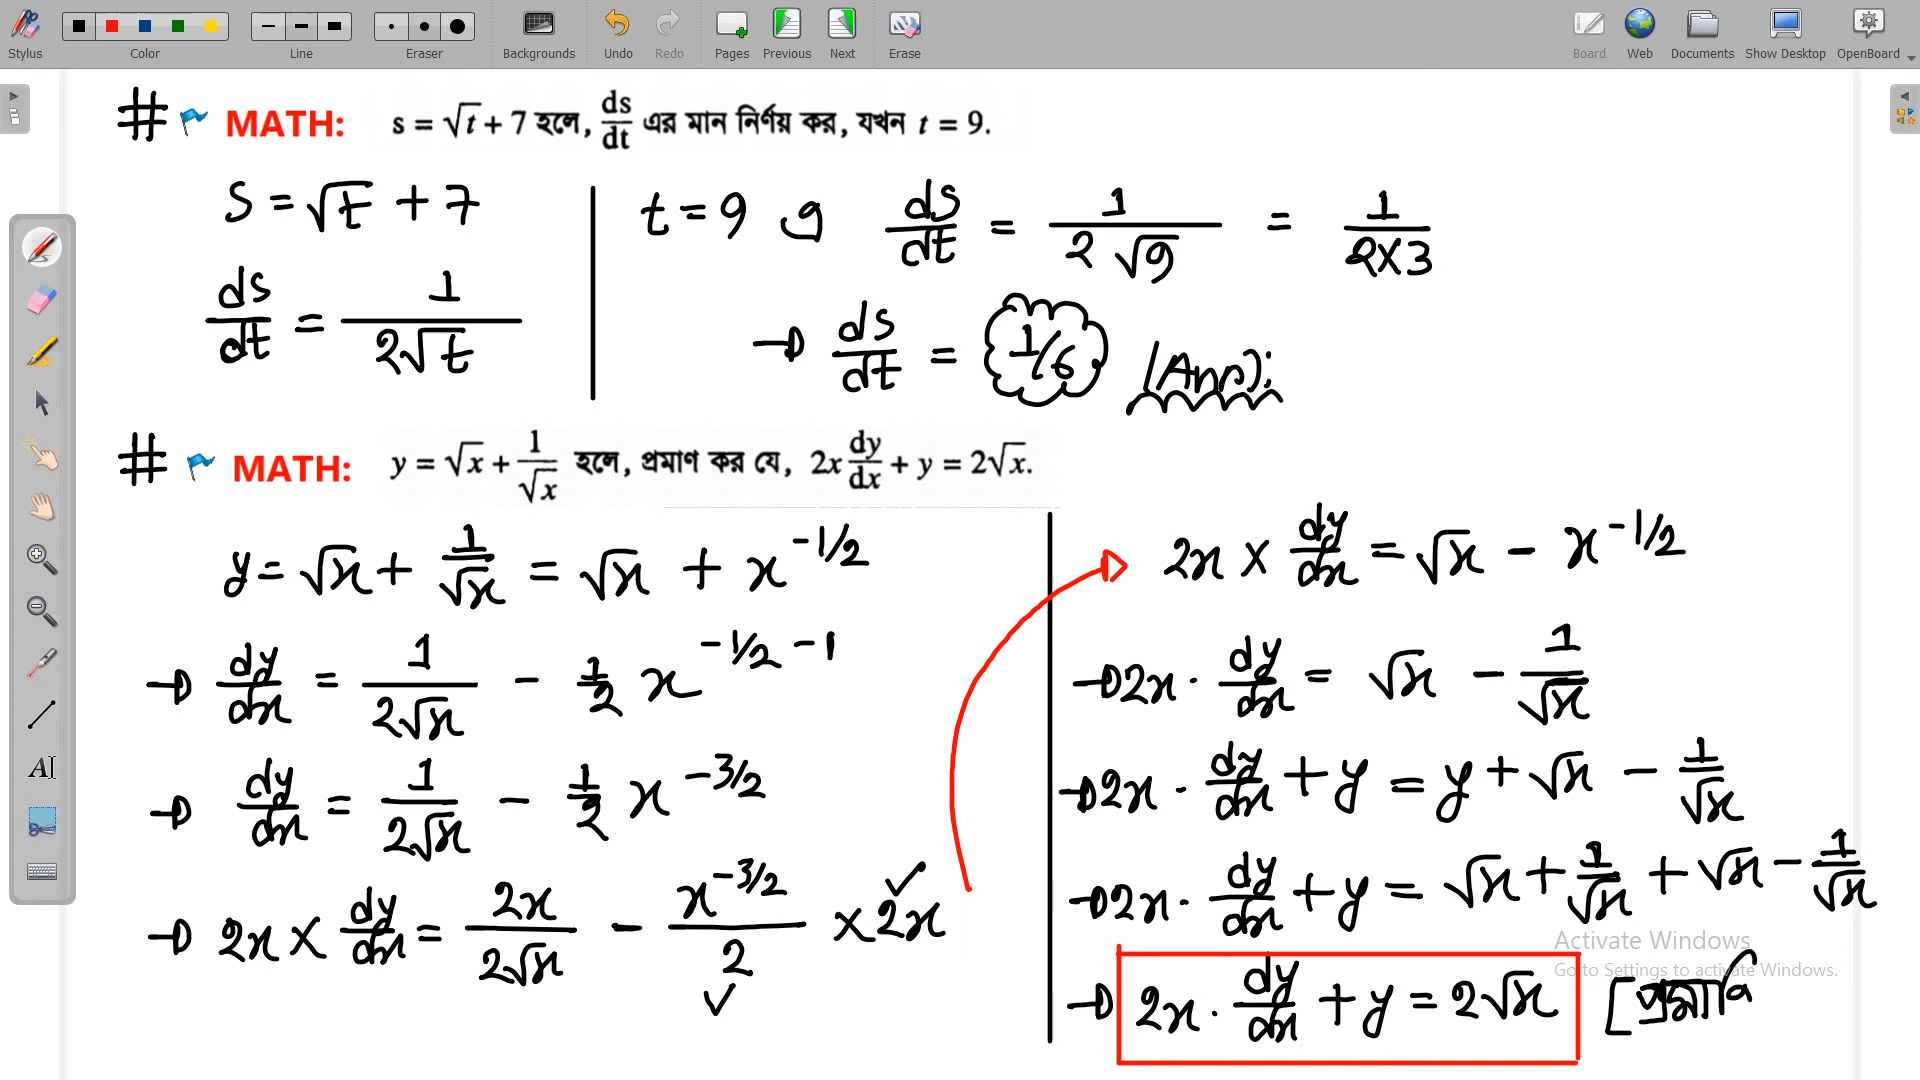 Stylus Color Line Eraser Backgrounds Undo Redo Pages Previous Next Erase Board Web Documents Show Desktop OpenBoard
# MATH: s = √t + 7 হলে, ds/dt এর মান নির্ণয় কর, যখন t = 9.
S = √t + 7
ds/dt = 1/(2√t)
t = 9 এ ds/dt = 1/(2√9) = 1/(2×3)
→ ds/dt = 1/6 (Ans):
# MATH: y = √x + 1/√x হলে, প্রমাণ কর যে, 2x dy/dx + y = 2√x.
y = √x + 1/√x = √x + x^(-1/2)
→ dy/dx = 1/(2√x) - 1/2 x^(-1/2 - 1)
→ dy/dx = 1/(2√x) - 1/2 x^(-3/2)
→ 2x × dy/dx = 2x/(2√x) - x^(-3/2)/2 × 2x
2x × dy/dx = √x - x^(-1/2)
→ 2x · dy/dx = √x - 1/√x
→ 2x · dy/dx + y = y + √x - 1/√x
→ 2x · dy/dx + y = √x + 1/√x + √x - 1/√x
→ 2x · dy/dx + y = 2√x
Activate Windows
Go to Settings to activate Windows.